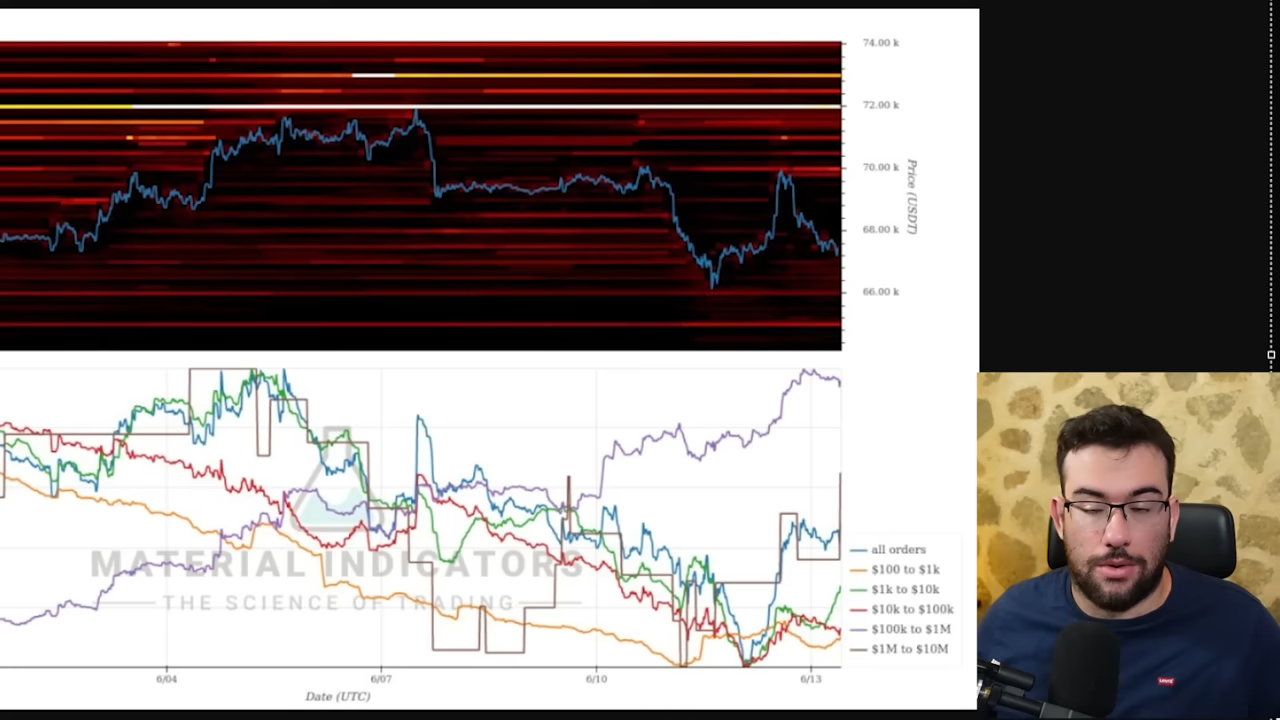 74.00 k
72.00 k
70.00 k
68.00 k
66.00 k
Price (USDT)
MATERIAL INDICATORS
THE SCIENCE OF TRADING
all orders
$100 to $1k
$1k to $10k
$10k to $100k
$100k to $1M
$1M to $10M
6/04
6/07
6/10
6/13
Date (UTC)
Levi's